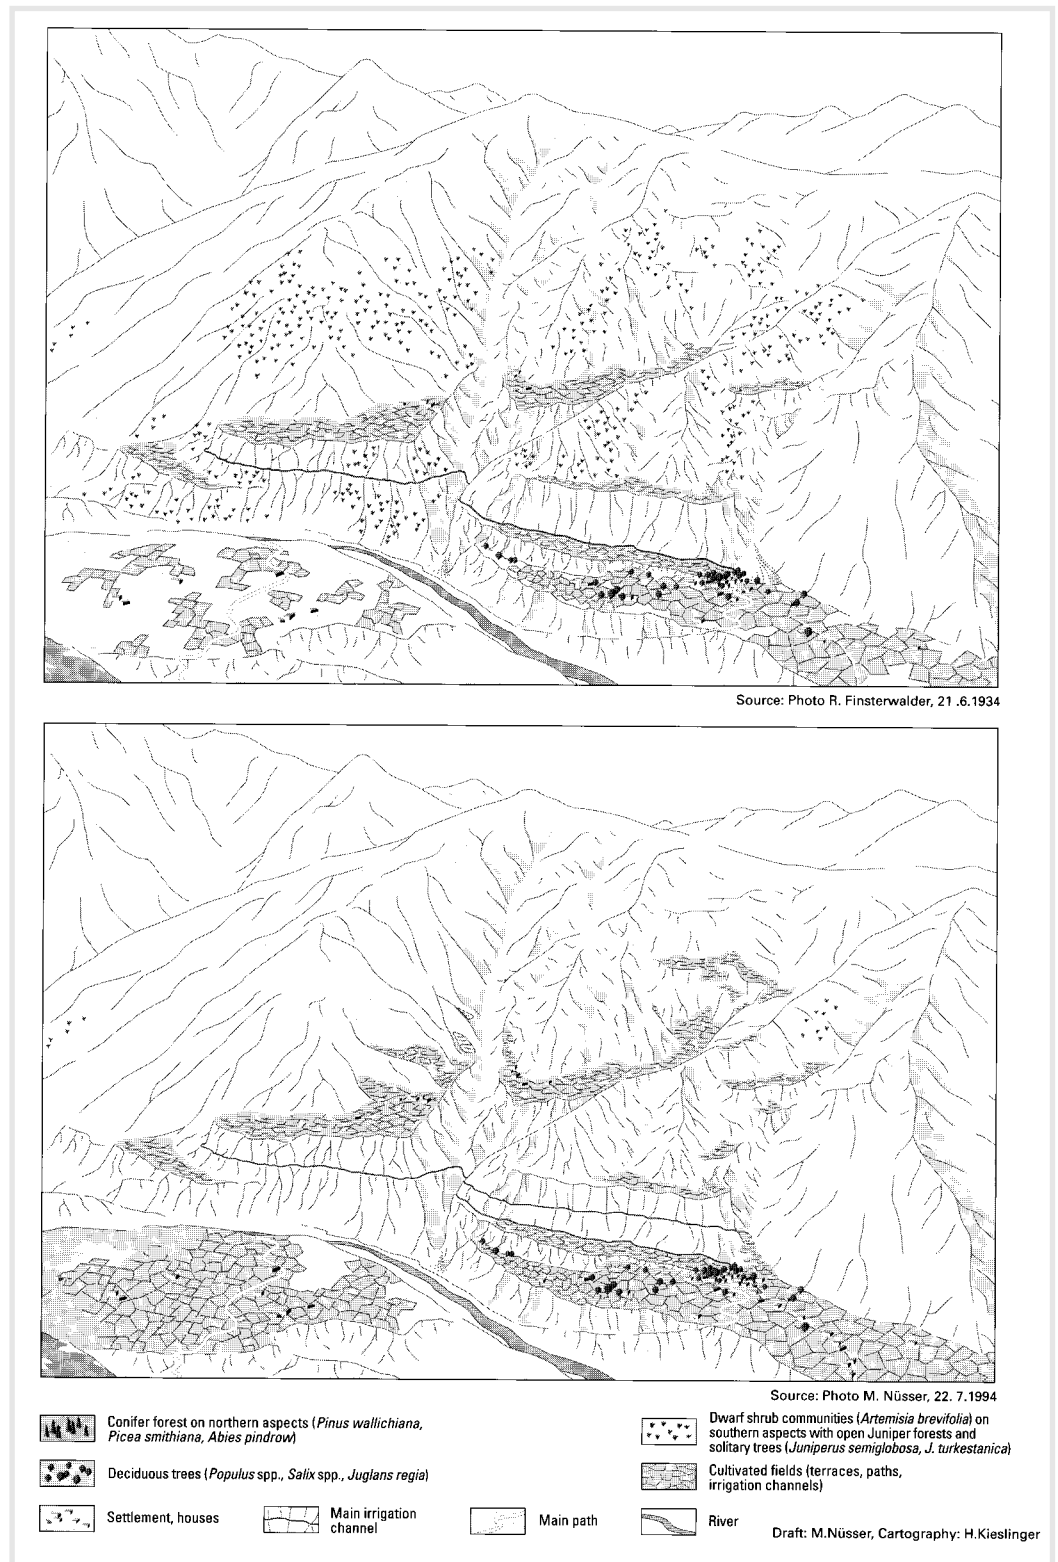 Source: Photo R. Finsterwalder, 21 .6.1934
Source: Photo M. Nüsser, 22. 7.1994
Conifer forest on northern aspects (Pinus wallichiana,
Picea smithiana, Abies pindrow)
Deciduous trees (Populus spp., Salix spp., Juglans regia)
Settlement, houses
Main irrigation
channel
Main path
Dwarf shrub communities (Artemisia brevifolia) on
southern aspects with open Juniper forests and
solitary trees (Juniperus semiglobosa, J. turkestanica)
Cultivated fields (terraces, paths,
irrigation channels)
River
Draft: M.Nüsser, Cartography: H.Kieslinger